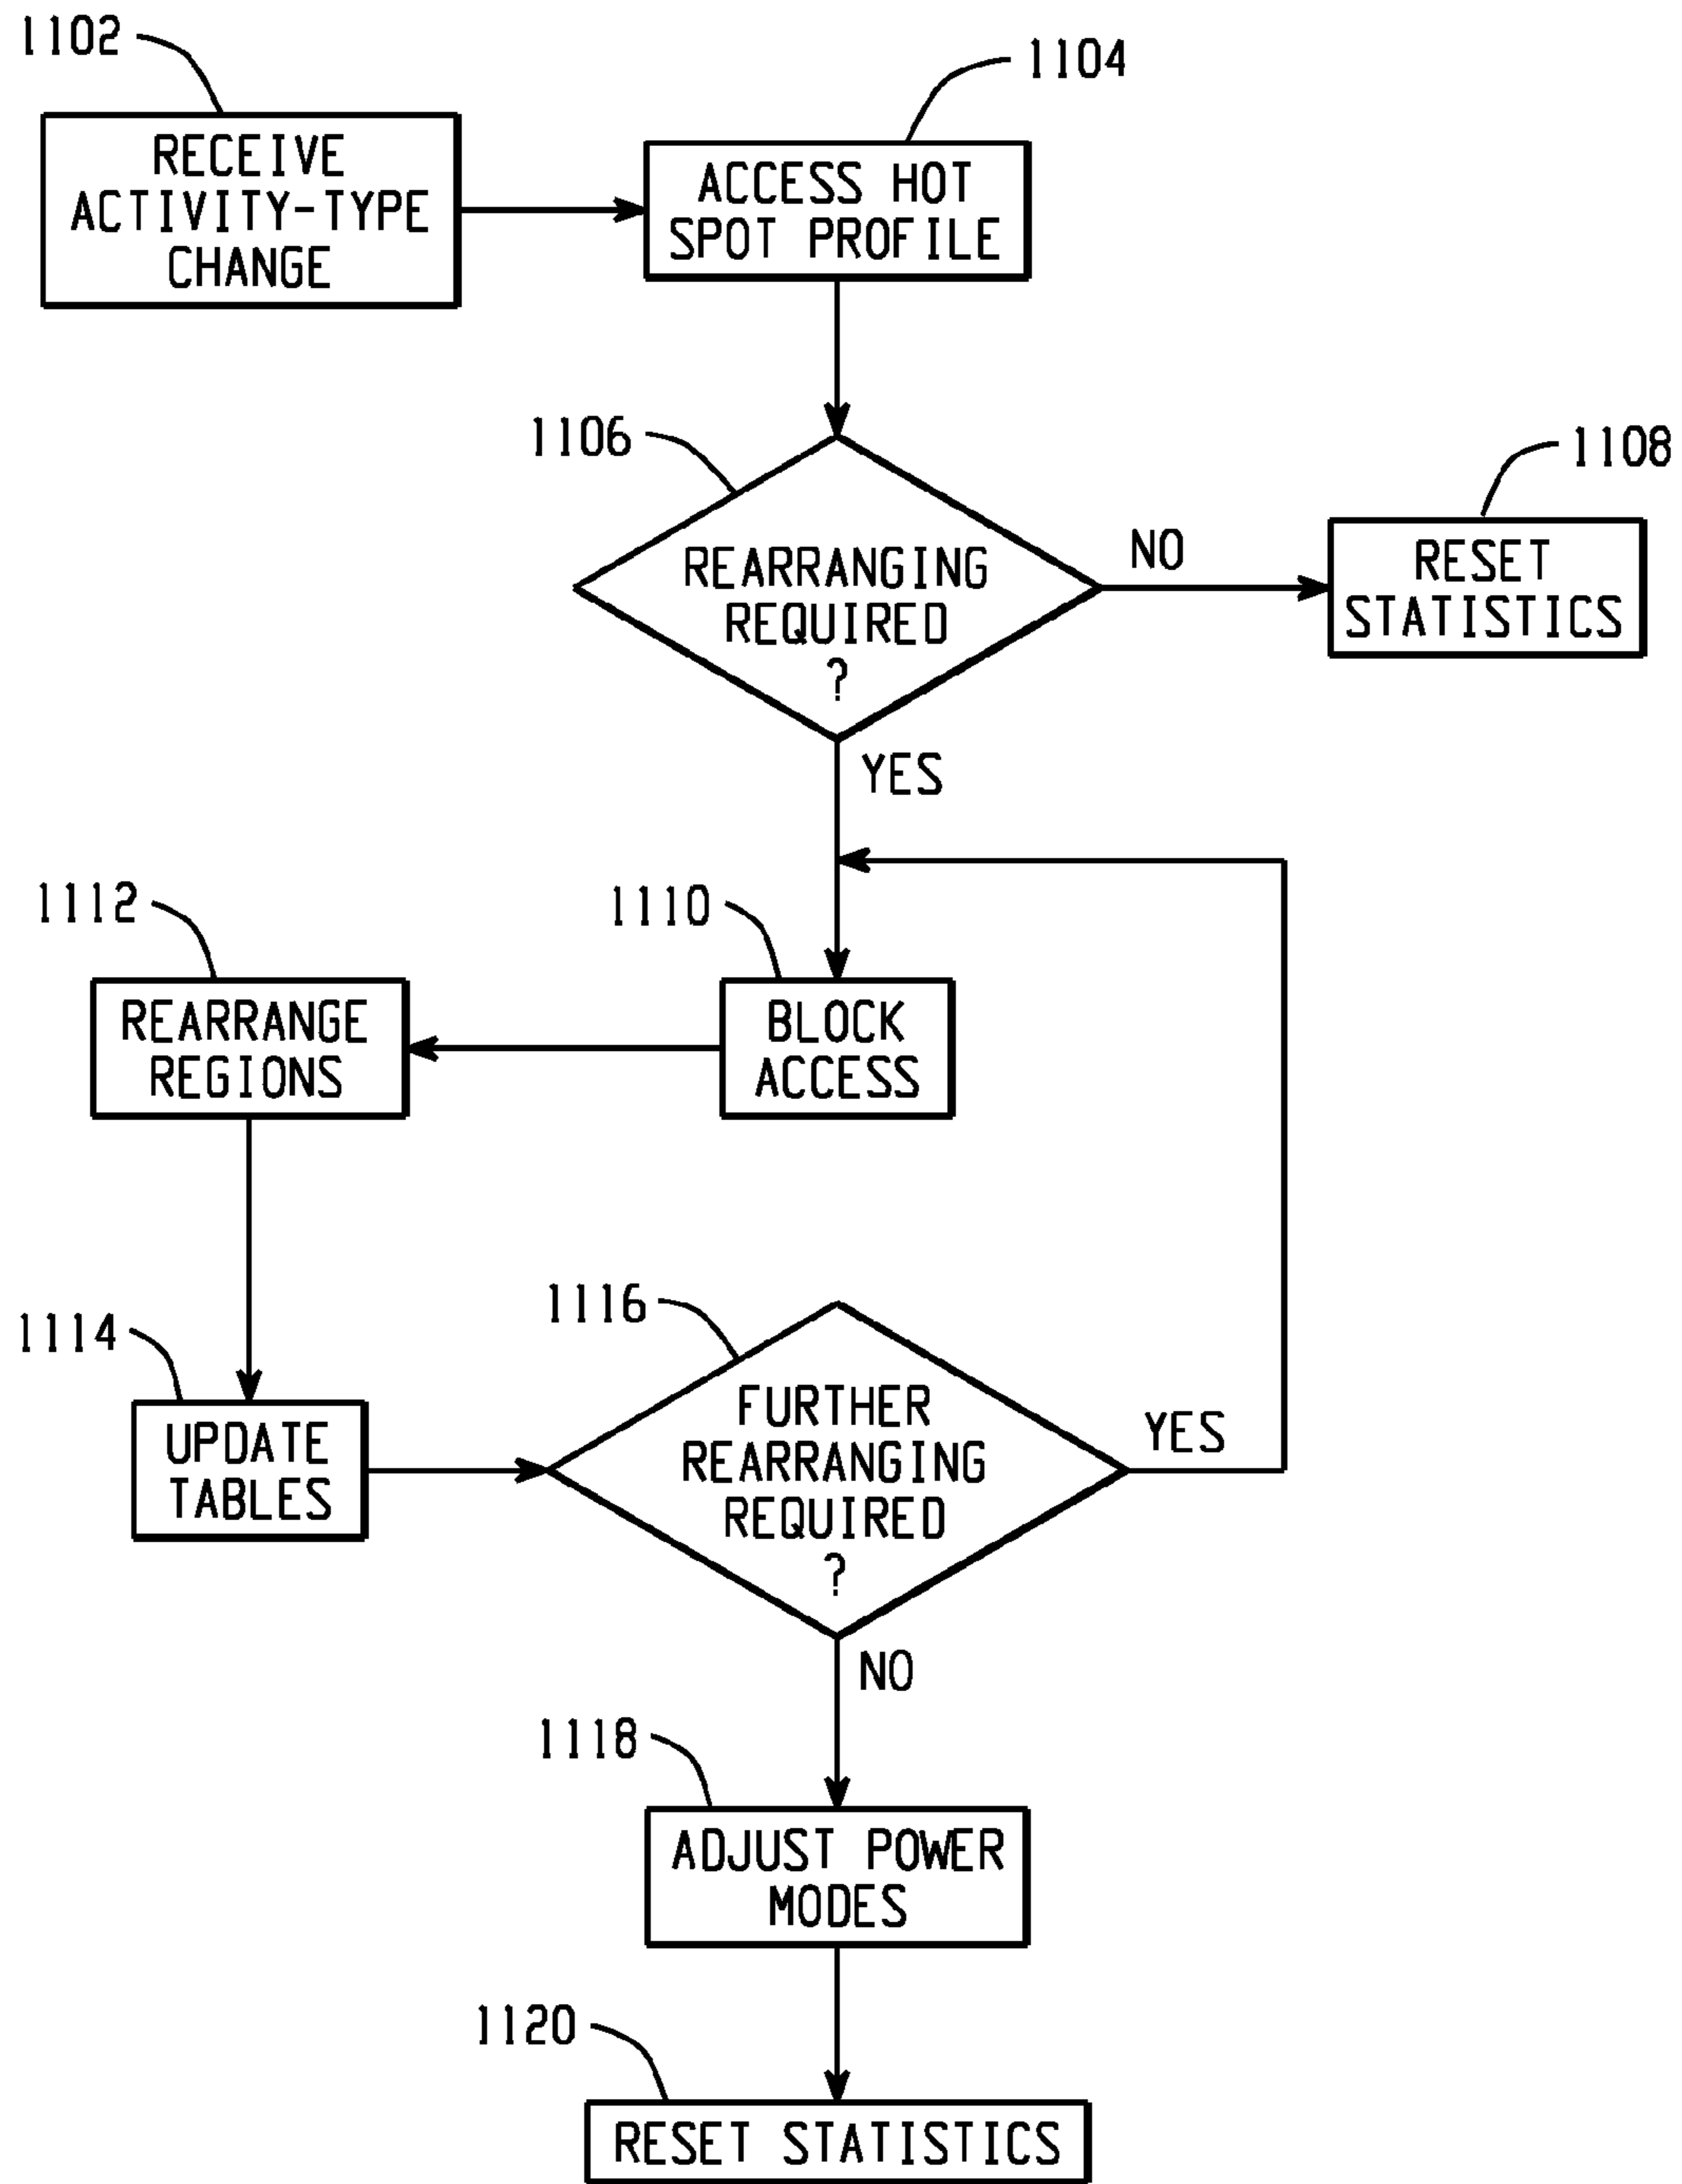 1102
RECEIVE
ACTIVITY-TYPE
CHANGE
1104
ACCESS HOT
SPOT PROFILE
1106
REARRANGING
REQUIRED
?
NO
1108
RESET
STATISTICS
YES
1110
BLOCK
ACCESS
1112
REARRANGE
REGIONS
1114
UPDATE
TABLES
1116
FURTHER
REARRANGING
REQUIRED
?
YES
NO
1118
ADJUST POWER
MODES
1120
RESET STATISTICS